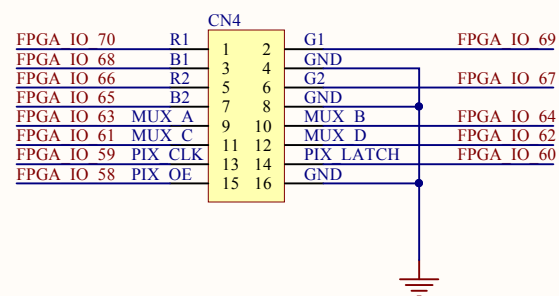 CN4
FPGA_IO_70 R1 1 2 G1 FPGA_IO_69
FPGA_IO_68 B1 3 4 GND
FPGA_IO_66 R2 5 6 G2 FPGA_IO_67
FPGA_IO_65 B2 7 8 GND
FPGA_IO_63 MUX_A 9 10 MUX_B FPGA_IO_64
FPGA_IO_61 MUX_C 11 12 MUX_D FPGA_IO_62
FPGA_IO_59 PIX_CLK 13 14 PIX_LATCH FPGA_IO_60
FPGA_IO_58 PIX_OE 15 16 GND